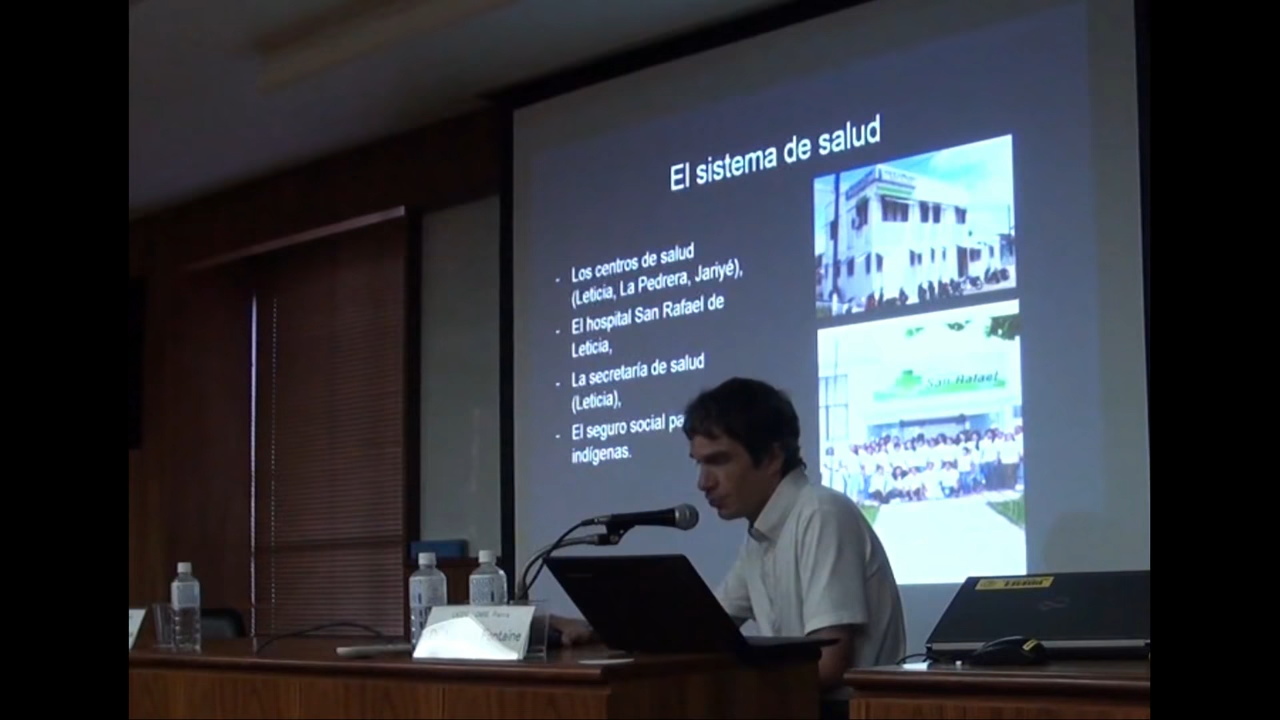 El sistema de salud
- Los centros de salud
(Leticia, La Pedrera, Jariyé),
- El hospital San Rafael de
Leticia,
- La secretaría de salud
(Leticia),
- El seguro social
indígenas.
San Rafael